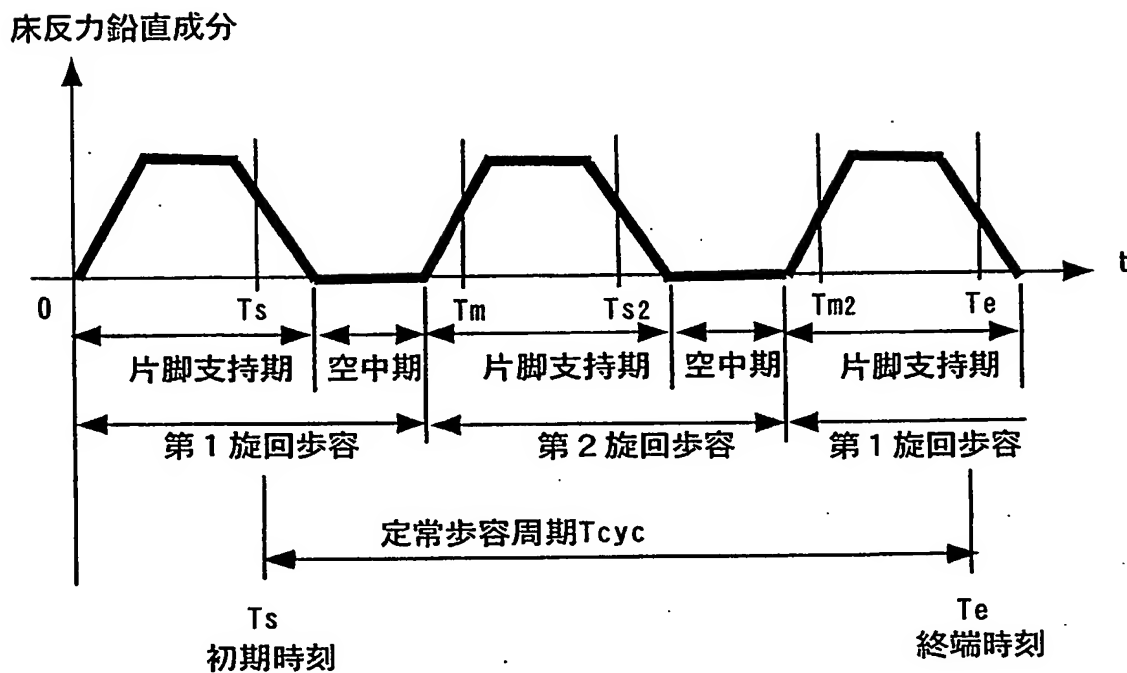 床反力鉛直成分
t
0
Ts
Tm
Ts2
Tm2
Te
片脚支持期
空中期
片脚支持期
空中期
片脚支持期
第1旋回歩容
第2旋回歩容
第1旋回歩容
定常歩容周期Tcyc
Ts
Te
初期時刻
終端時刻